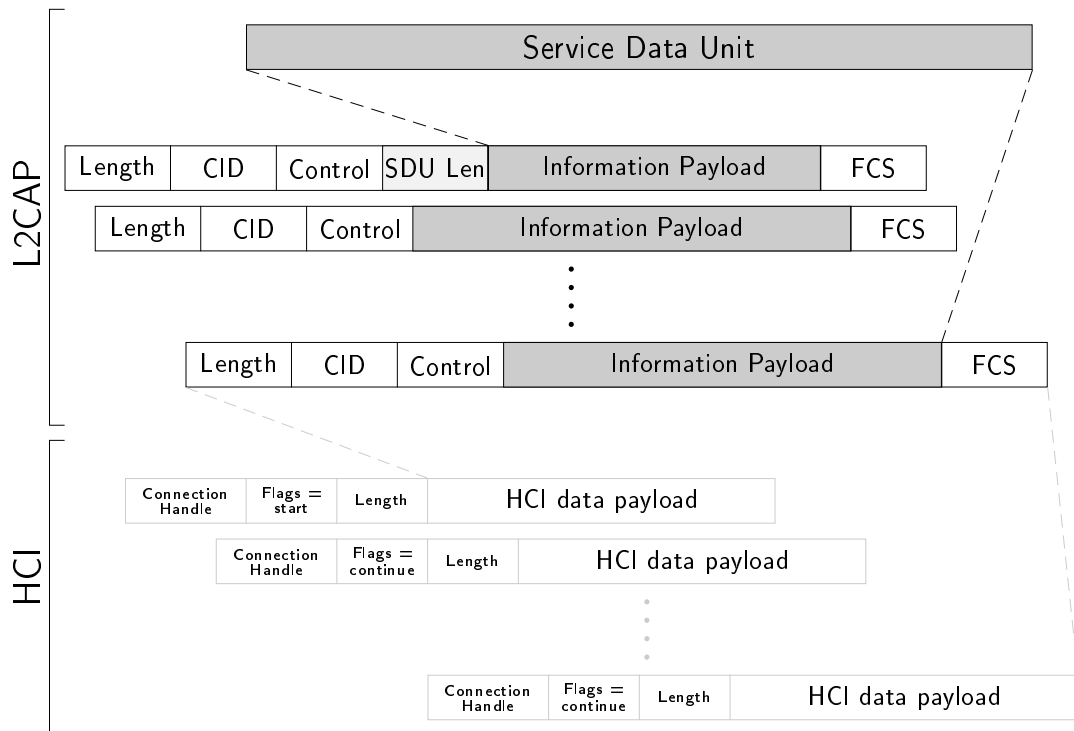 Service Data Unit
L2CAP
Length CID Control SDU Len Information Payload FCS
Length CID Control Information Payload FCS
Length CID Control Information Payload FCS
HCI
Connection Handle Flags = start Length HCI data payload
Connection Handle Flags = continue Length HCI data payload
Connection Handle Flags = continue Length HCI data payload